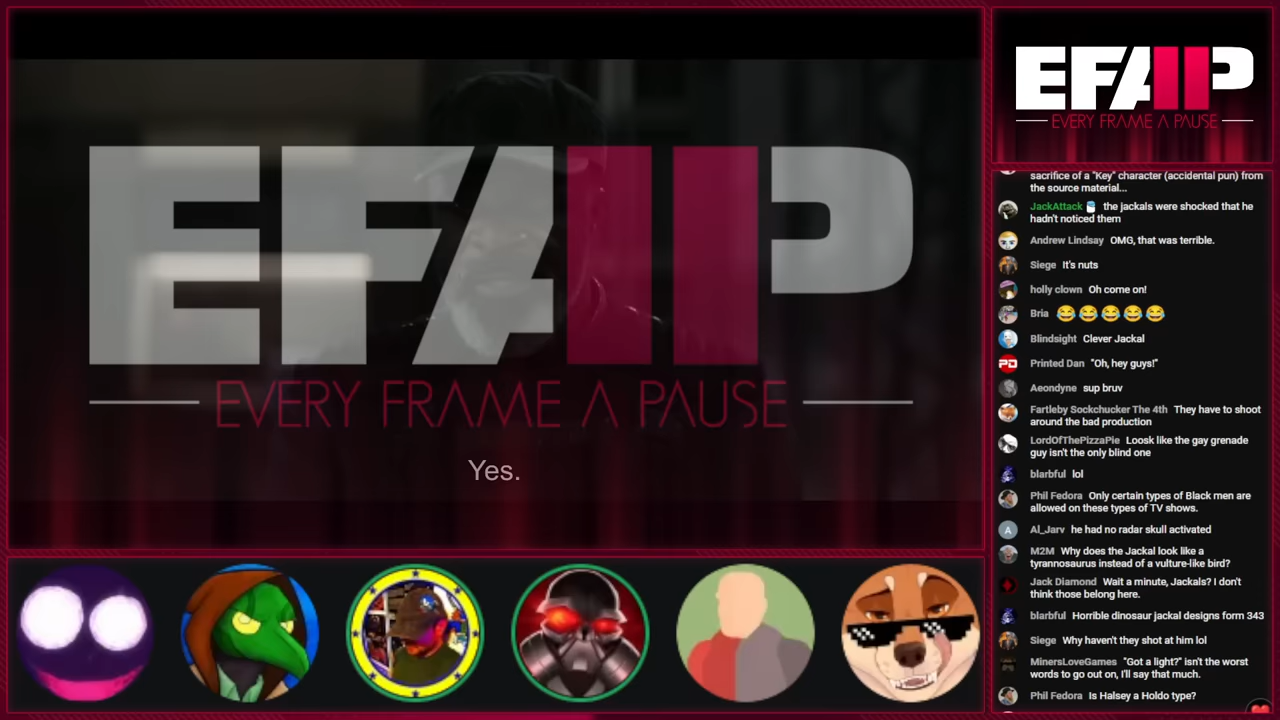 EFAP
EVERY FRAME A PAUSE
Yes.
EFAP
EVERY FRAME A PAUSE
sacrifice of a "Key" character (accidental pun) from
the source material...
JackAttack the jackals were shocked that he
hadn't noticed them
Andrew Lindsay OMG, that was terrible.
Siege It's nuts
holly clown Oh come on!
Bria 😂😂😂😂😂
Blindsight Clever Jackal
PD
Printed Dan "Oh, hey guys!"
Aeondyne sup bruv
Fartleby Sockchucker The 4th They have to shoot
around the bad production
LordOfThePizzaPie Loosk like the gay grenade
guy isn't the only blind one
blarbful lol
Phil Fedora Only certain types of Black men are
allowed on these types of TV shows.
A
Al_Jarv he had no radar skull activated
M2M Why does the Jackal look like a
tyrannosaurus instead of a vulture-like bird?
Jack Diamond Wait a minute, Jackals? I don't
think those belong here.
blarbful Horrible dinosaur jackal designs form 343
Siege Why haven't they shot at him lol
MinersLoveGames "Got a light?" isn't the worst
words to go out on, I'll say that much.
Phil Fedora Is Halsey a Holdo type?